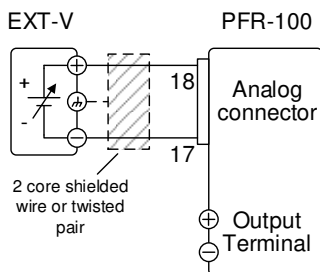 EXT-V
PFR-100
+
-
18
17
Analog
connector
2 core shielded
wire or twisted
pair
Output
Terminal